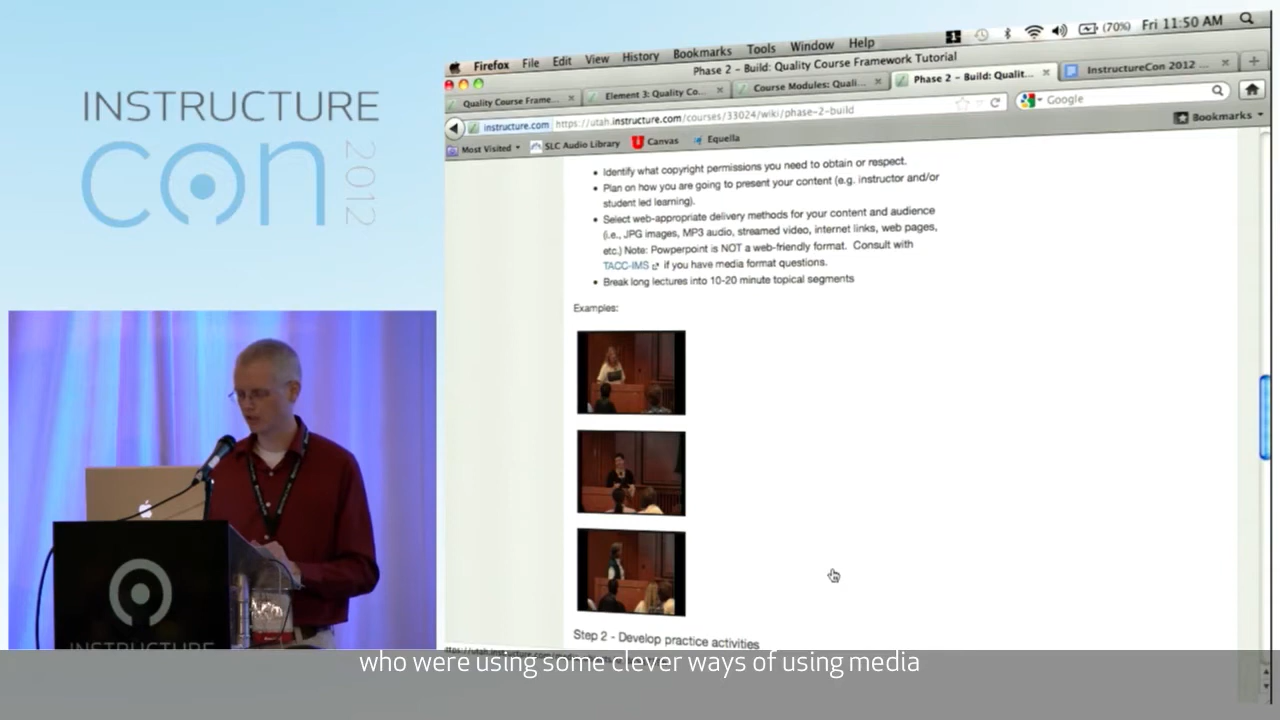 INSTRUCTURE
con
2012
INSTRUCTURE
Firefox File Edit View History Bookmarks Tools Window Help
(70%) Fri 11:50 AM
Phase 2 - Build: Quality Course Framework Tutorial
Quality Course Frame...
Element 3: Quality Co...
Course Modules: Quali...
Phase 2 - Build: Qualit...
InstructureCon 2012 ...
instructure.com https://utah.instructure.com/courses/33024/wiki/phase-2-build
Google
Most Visited
SLC Audio Library
Canvas
Equella
Bookmarks
• Identify what copyright permissions you need to obtain or respect.
• Plan on how you are going to present your content (e.g. instructor and/or
student led learning).
• Select web-appropriate delivery methods for your content and audience
(i.e., JPG images, MP3 audio, streamed video, internet links, web pages,
etc.) Note: Powperpoint is NOT a web-friendly format. Consult with
TACC-IMS if you have media format questions.
• Break long lectures into 10-20 minute topical segments
Examples:
Step 2 - Develop practice activities
who were using some clever ways of using media